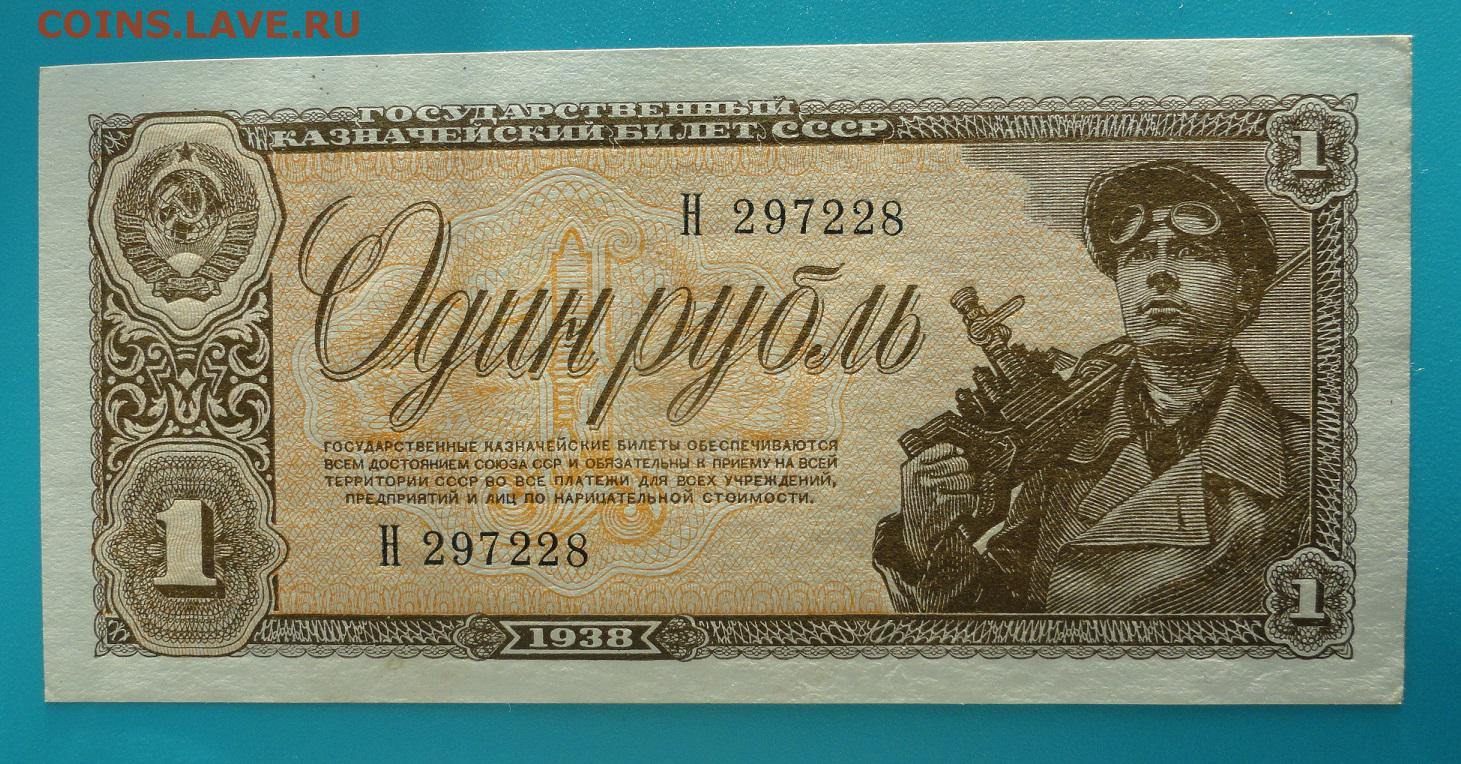 COINS.LAVE.RU
ГОСУДАРСТВЕННЫЙ
КАЗНАЧЕЙСКИЙ БИЛЕТ СССР
1
Н 297228
Один рубль
ГОСУДАРСТВЕННЫЕ КАЗНАЧЕЙСКИЕ БИЛЕТЫ ОБЕСПЕЧИВАЮТСЯ
ВСЕМ ДОСТОЯНИЕМ СОЮЗА ССР И ОБЯЗАТЕЛЬНЫ К ПРИЕМУ НА ВСЕЙ
ТЕРРИТОРИИ СССР ВО ВСЕ ПЛАТЕЖИ ДЛЯ ВСЕХ УЧРЕЖДЕНИЙ,
ПРЕДПРИЯТИЙ И ЛИЦ ПО НАРИЦАТЕЛЬНОЙ СТОИМОСТИ.
Н 297228
1
1
1938